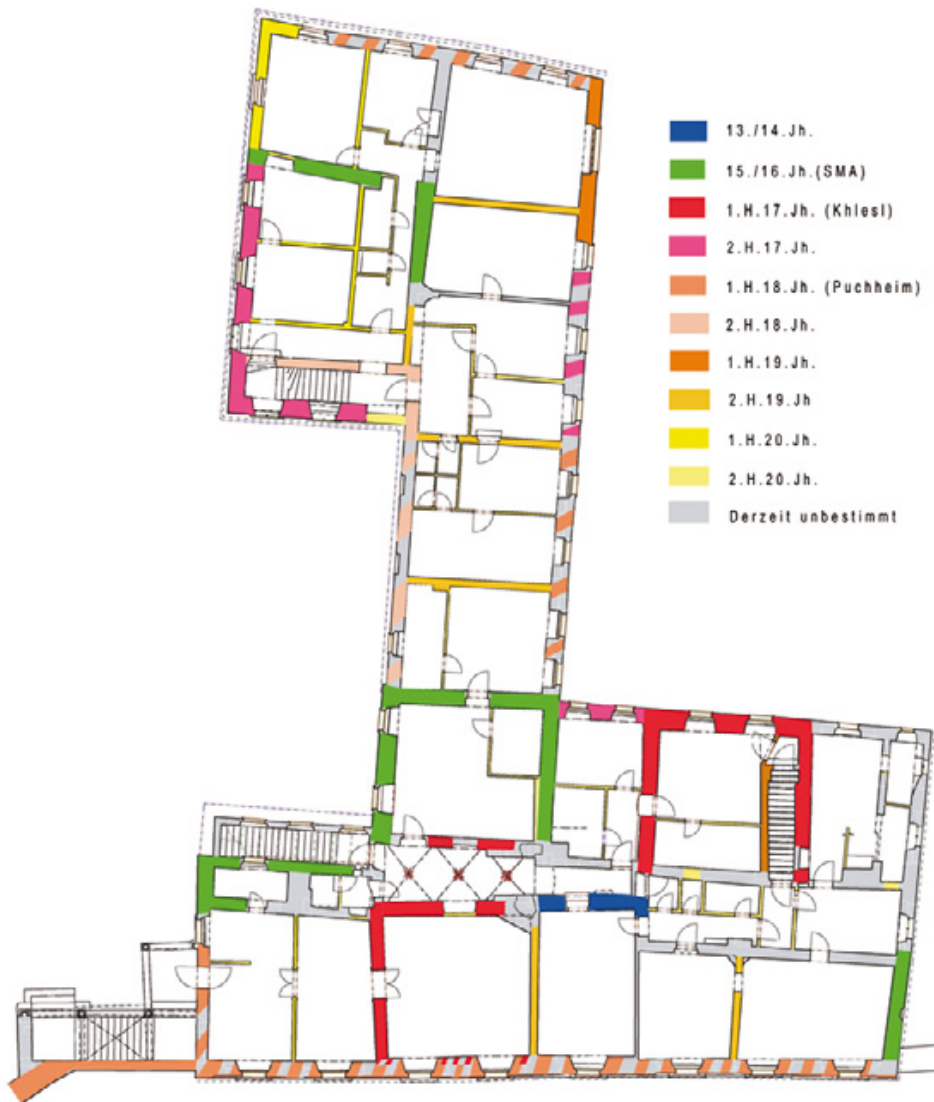 13./14.Jh.
15./16.Jh.(SMA)
1.H.17.Jh. (Khlesl)
2.H.17.Jh.
1.H.18.Jh. (Puchheim)
2.H.18.Jh.
1.H.19.Jh.
2.H.19.Jh
1.H.20.Jh.
2.H.20.Jh.
Derzeit unbestimmt